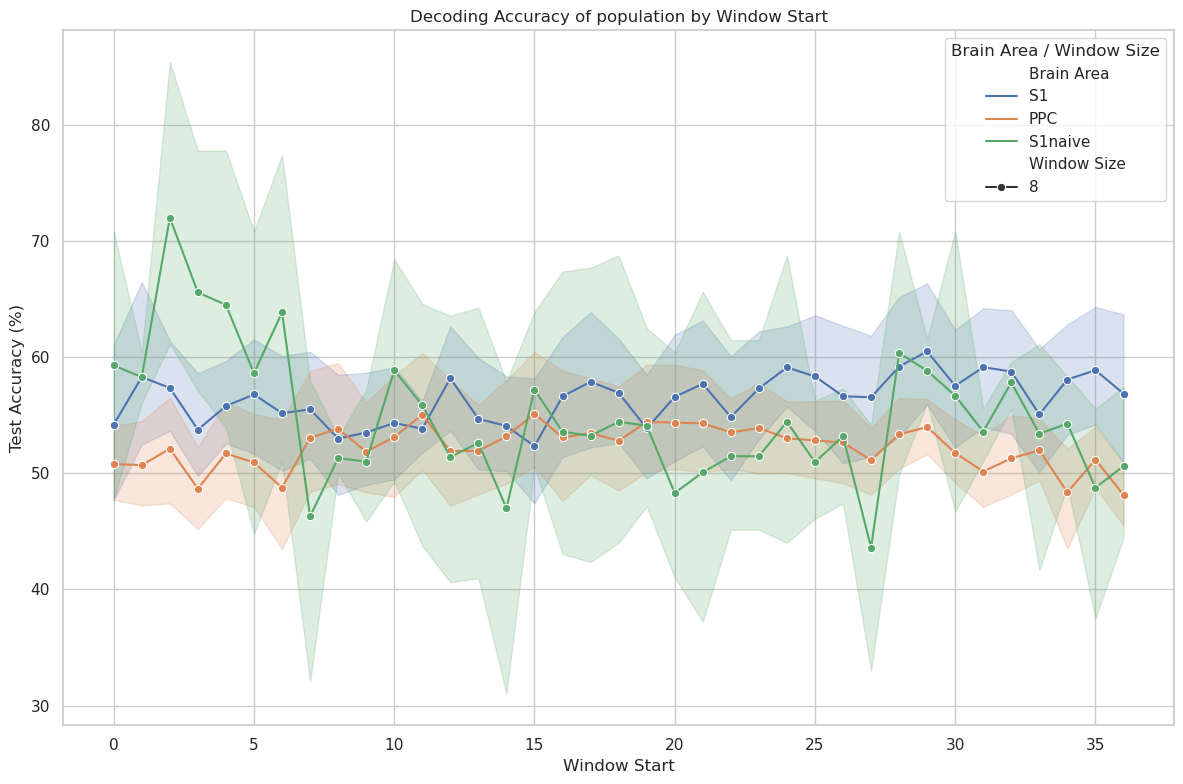 Decoding Accuracy of population by Window Start
Test Accuracy (%)
80
70
60
50
40
30
0
5
10
15
20
25
30
35
Window Start
Brain Area / Window Size
Brain Area
S1
PPC
S1naive
Window Size
8